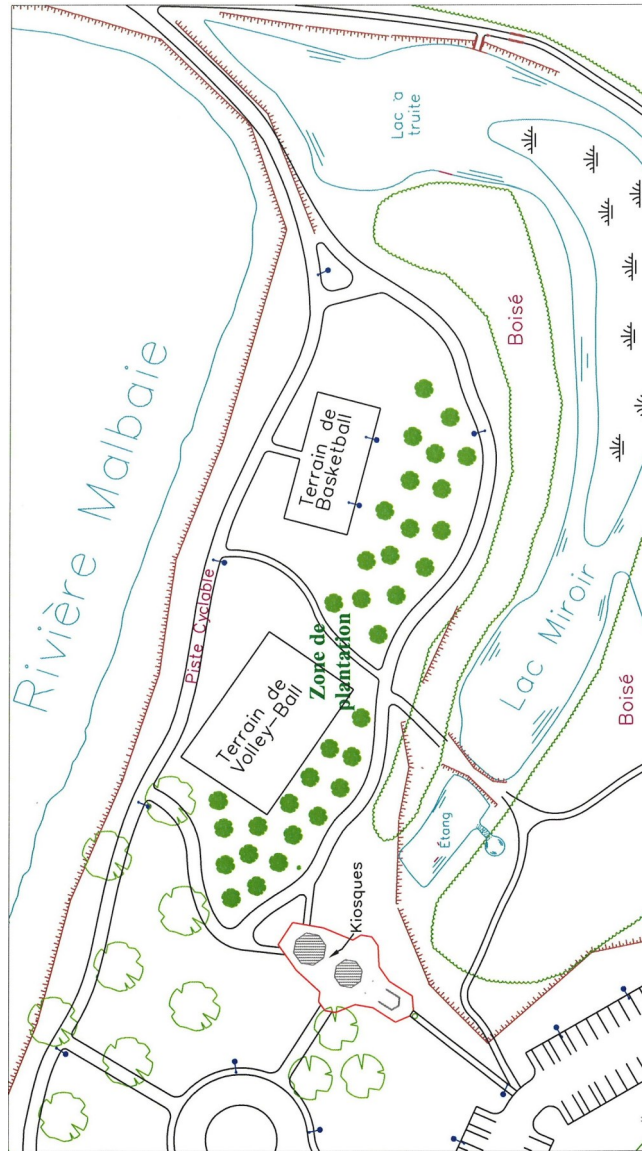 Lac 'a
truite
Rivière Malbaie
Boisé
Terrain de
Basketball
Piste Cyclable
Zone de
plantation
Terrain de
Volley-Ball
Lac Miroir
Boisé
Étang
Kiosques